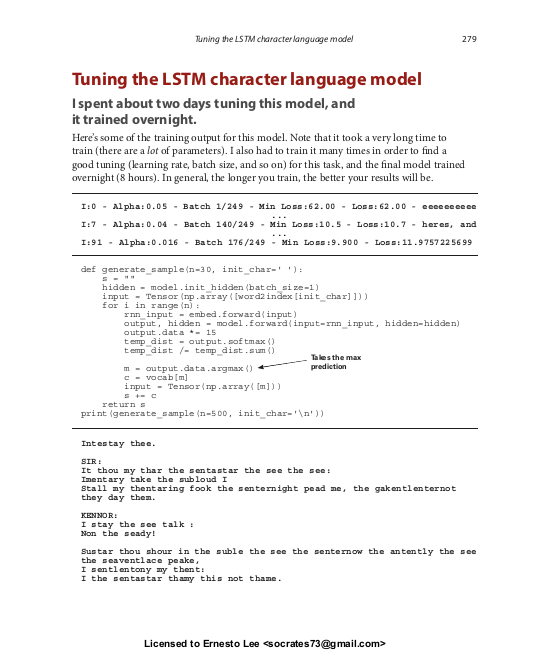 Tuning the LSTM character language model 279
Tuning the LSTM character language model
I spent about two days tuning this model, and
it trained overnight.
Here's some of the training output for this model. Note that it took a very long time to
train (there are a lot of parameters). I also had to train it many times in order to find a
good tuning (learning rate, batch size, and so on) for this task, and the final model trained
overnight (8 hours). In general, the longer you train, the better your results will be.
I:0 - Alpha:0.05 - Batch 1/249 - Min Loss:62.00 - Loss:62.00 - eeeeeeeeee
...
I:7 - Alpha:0.04 - Batch 140/249 - Min Loss:10.5 - Loss:10.7 - heres, and
...
I:91 - Alpha:0.016 - Batch 176/249 - Min Loss:9.900 - Loss:11.9757225699
def generate_sample(n=30, init_char=' '):
    s = ""
    hidden = model.init_hidden(batch_size=1)
    input = Tensor(np.array([word2index[init_char]]))
    for i in range(n):
        rnn_input = embed.forward(input)
        output, hidden = model.forward(input=rnn_input, hidden=hidden)
        output.data *= 15
        temp_dist = output.softmax()
        temp_dist /= temp_dist.sum()
Takes the max
prediction
        m = output.data.argmax()
        c = vocab[m]
        input = Tensor(np.array([m]))
        s += c
    return s
print(generate_sample(n=500, init_char='\n'))
Intestay thee.
SIR:
It thou my thar the sentastar the see the see:
Imentary take the subloud I
Stall my thentaring fook the senternight pead me, the gakentlenternot
they day them.
KENNOR:
I stay the see talk :
Non the seady!
Sustar thou shour in the suble the see the senternow the antently the see
the seaventlace peake,
I sentlentony my thent:
I the sentastar thamy this not thame.
Licensed to Ernesto Lee <socrates73@gmail.com>